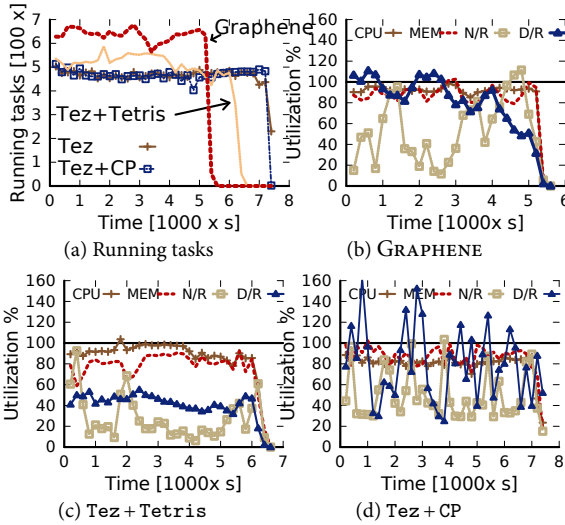 Running tasks [100 x]
7
6
5
4
3
2
1
0
Graphene
Tez+Tetris
Tez
Tez+CP
0 1 2 3 4 5 6 7 8
Time [1000 x s]
(a) Running tasks
Utilization %
160
140
120
100
80
60
40
20
0
CPU MEM N/R D/R
0 1 2 3 4 5 6
Time [1000x s]
(b) GRAPHENE
Utilization %
160
140
120
100
80
60
40
20
0
CPU MEM N/R D/R
0 1 2 3 4 5 6 7
Time [1000x s]
(c) Tez+Tetris
Utilization %
160
140
120
100
80
60
40
20
0
CPU MEM N/R D/R
0 1 2 3 4 5 6 7 8
Time [1000x s]
(d) Tez+CP